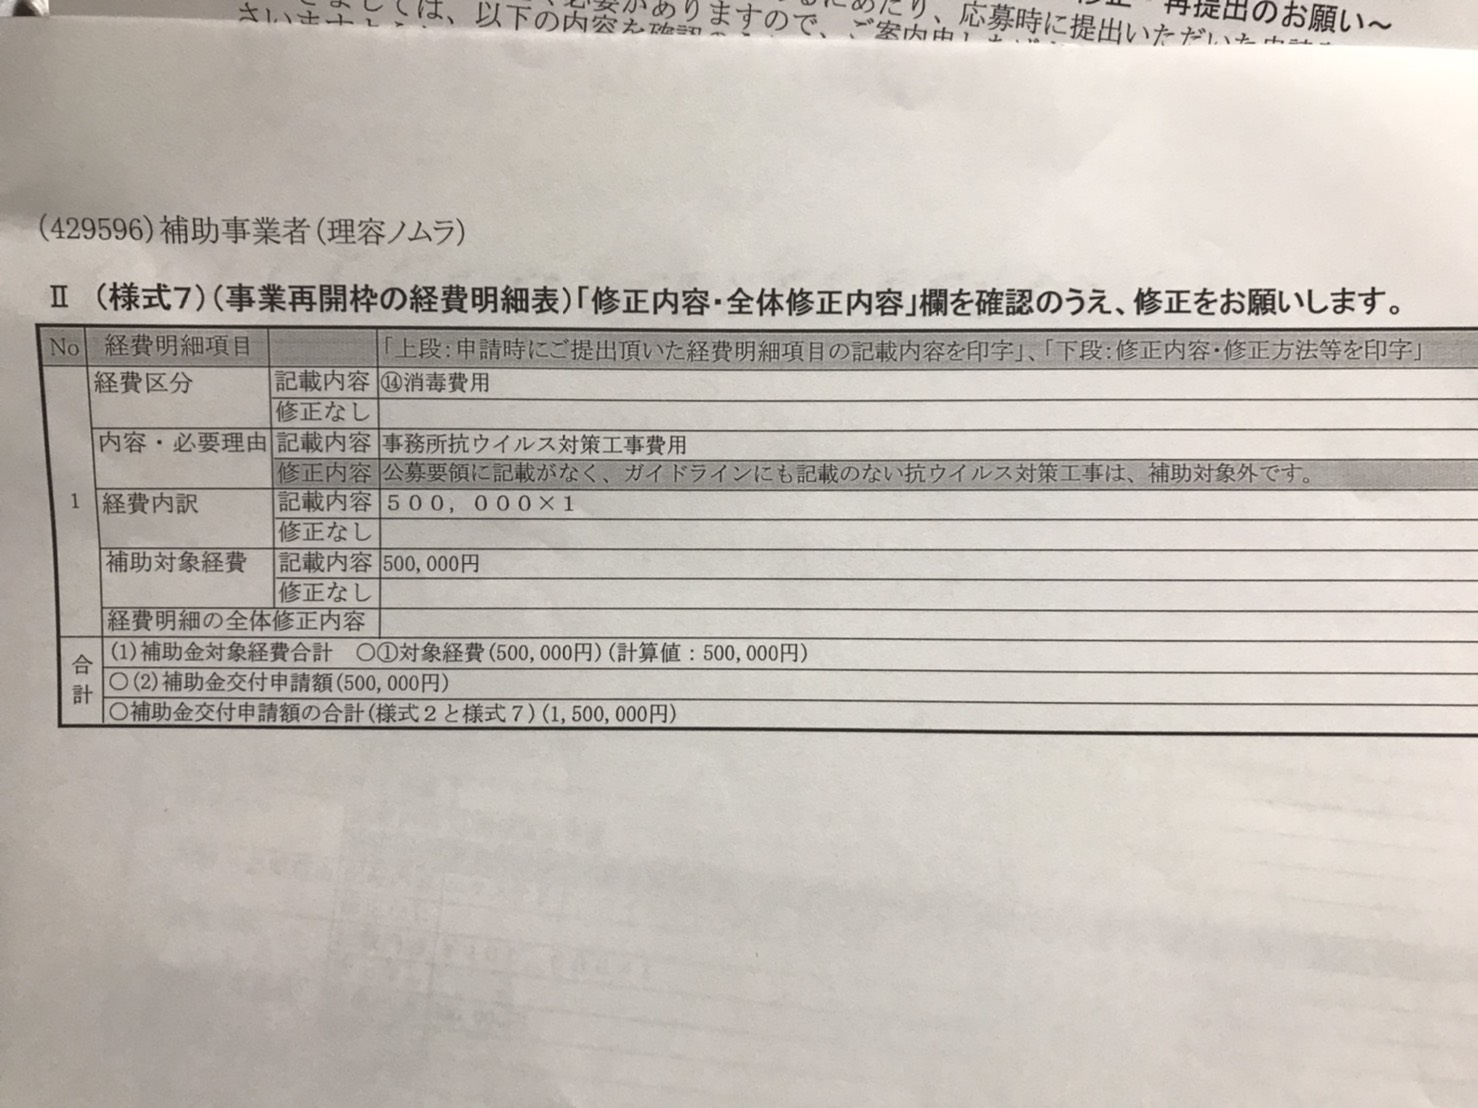 再提出のお願い～
ましては、以下の内容を確認
必要がありますので、ご案内申し
あたり、応募時に提出いただいた申請
(429596)補助事業者(理容ノムラ)
Ⅱ (様式7)(事業再開枠の経費明細表)「修正内容・全体修正内容」欄を確認のうえ、修正をお願いします。
No 経費明細項目 「上段:申請時にご提出頂いた経費明細項目の記載内容を印字」、「下段:修正内容・修正方法等を印字」
1
経費区分 記載内容 ⑭消毒費用
修正なし
内容・必要理由 記載内容 事務所抗ウイルス対策工事費用
修正内容 公募要領に記載がなく、ガイドラインにも記載のない抗ウイルス対策工事は、補助対象外です。
経費内訳 記載内容 500,000×1
修正なし
補助対象経費 記載内容 500,000円
修正なし
経費明細の全体修正内容
合計
(1)補助金対象経費合計 ○①対象経費(500,000円)(計算値:500,000円)
○(2)補助金交付申請額(500,000円)
○補助金交付申請額の合計(様式2と様式7)(1,500,000円)